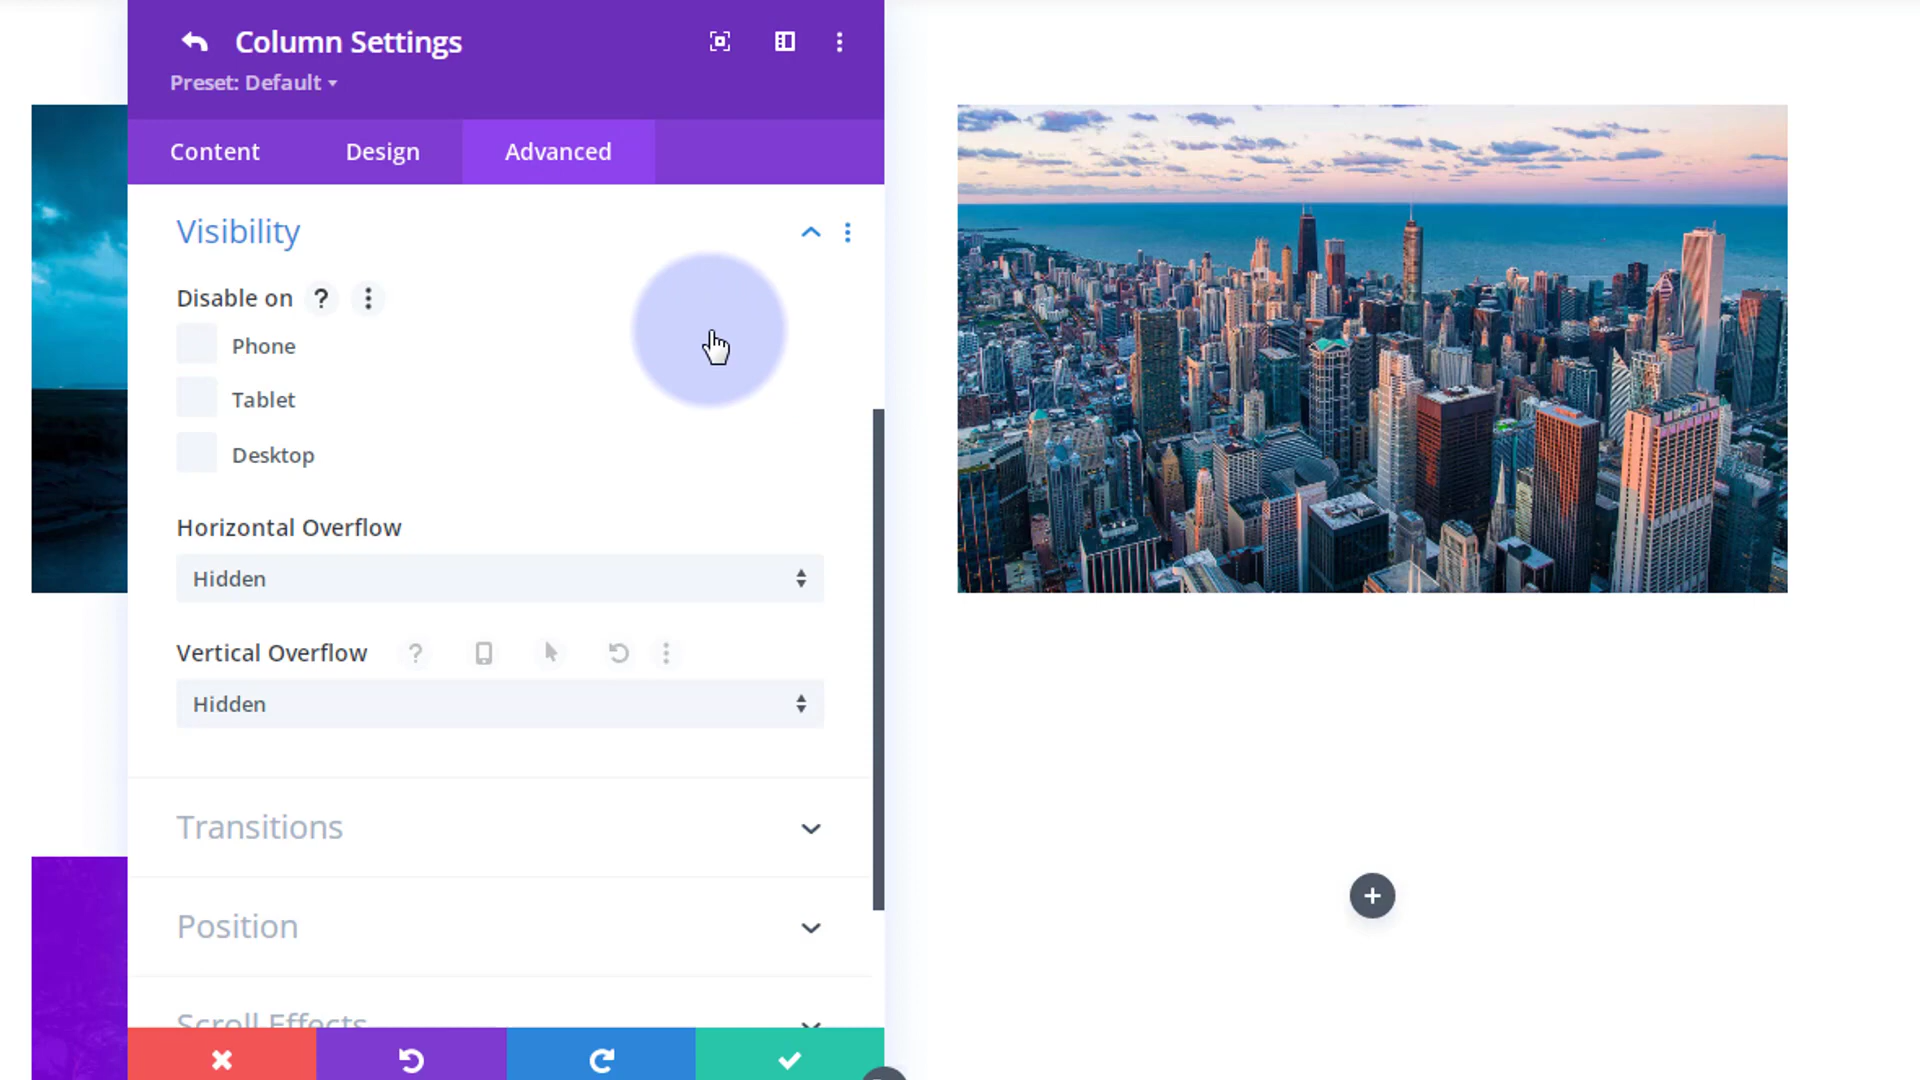 Column Settings
Preset: Default
Content
Design
Advanced
Visibility
Disable on ?
Phone
Tablet
Desktop
Horizontal Overflow
Hidden
Vertical Overflow ?
Hidden
Transitions
Position
Scroll Effects